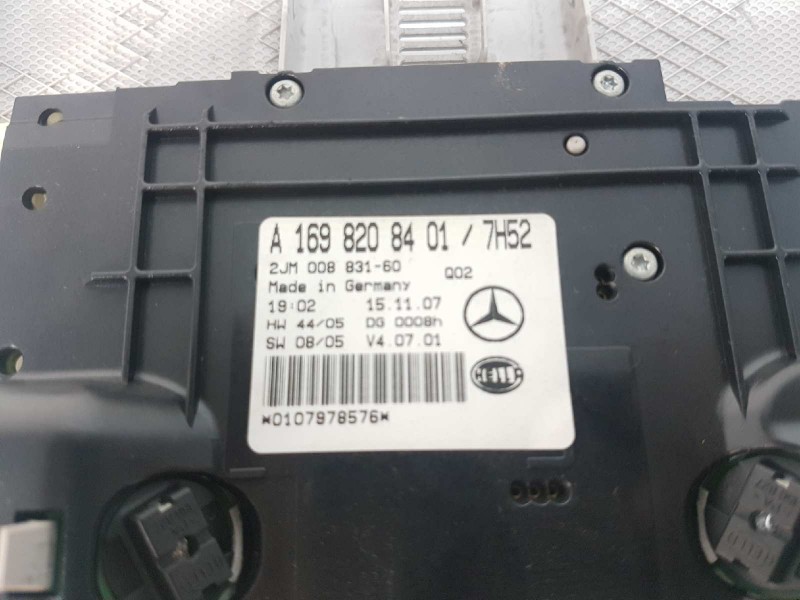 A 169 820 84 01 / 7H52
2JM 008 831-60 Q02
Made in Germany
19:02 15.11.07
HW 44/05 DG 0008h
SW 08/05 V4.07.01
*0107978576*